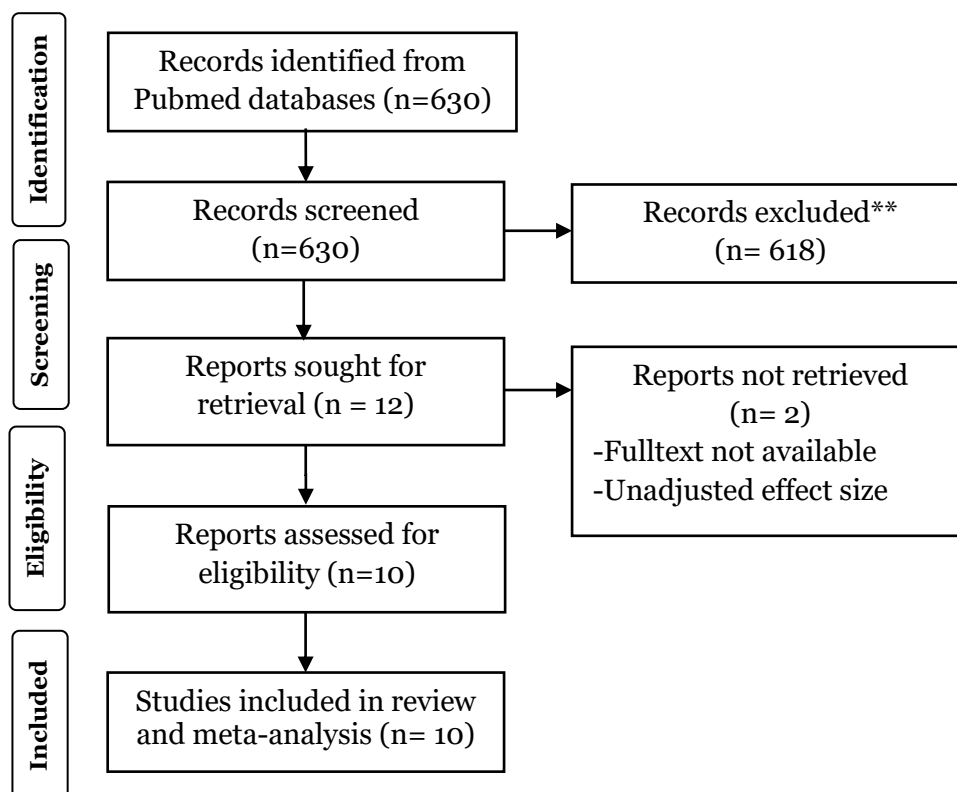 Identification
Records identified from
Pubmed databases (n=630)
Records screened
(n=630)
Records excluded**
(n= 618)
Screening
Reports sought for
retrieval (n = 12)
Reports not retrieved
(n= 2)
-Fulltext not available
-Unadjusted effect size
Eligibility
Reports assessed for
eligibility (n=10)
Included
Studies included in review
and meta-analysis (n= 10)